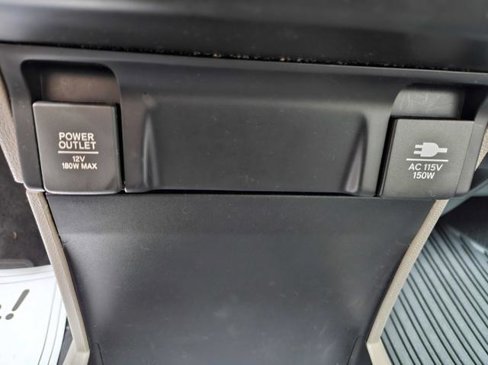 POWER
OUTLET
12V
180W MAX
AC 115V
150W
!